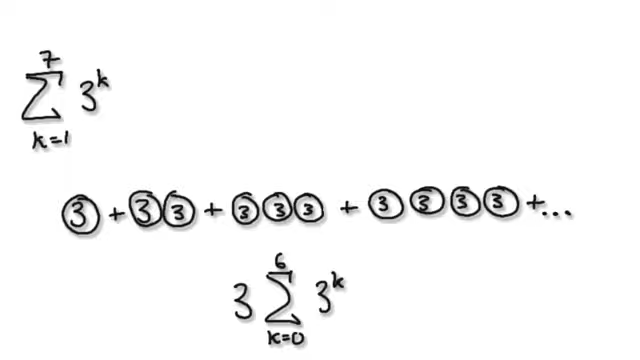 7
∑ 3^k
k=1
3 + 3 3 + 3 3 3 + 3 3 3 3 + ...
6
3 ∑ 3^k
k=0